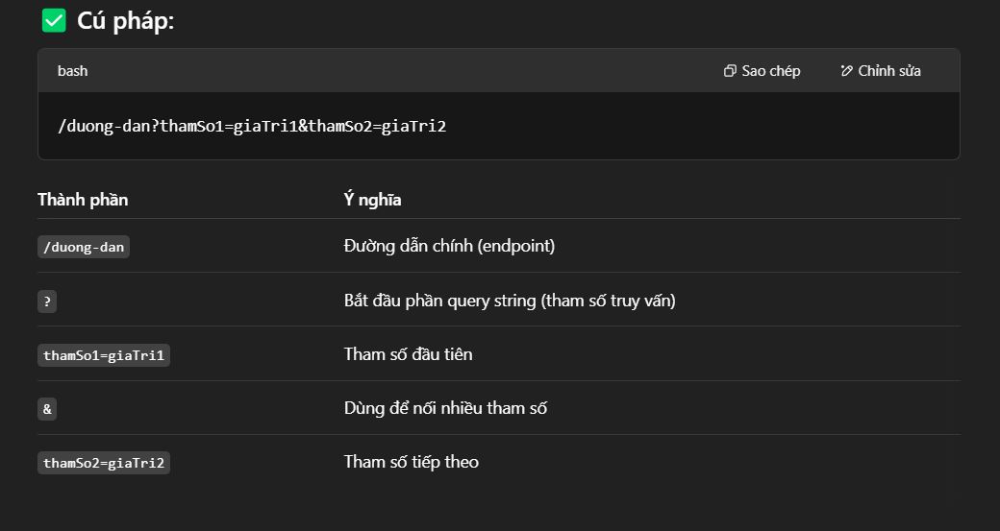 ✅ Cú pháp:
bash Sao chép Chỉnh sửa
/duong-dan?thamSo1=giaTri1&thamSo2=giaTri2
Thành phần Ý nghĩa
/duong-dan Đường dẫn chính (endpoint)
? Bắt đầu phần query string (tham số truy vấn)
thamSo1=giaTri1 Tham số đầu tiên
& Dùng để nối nhiều tham số
thamSo2=giaTri2 Tham số tiếp theo